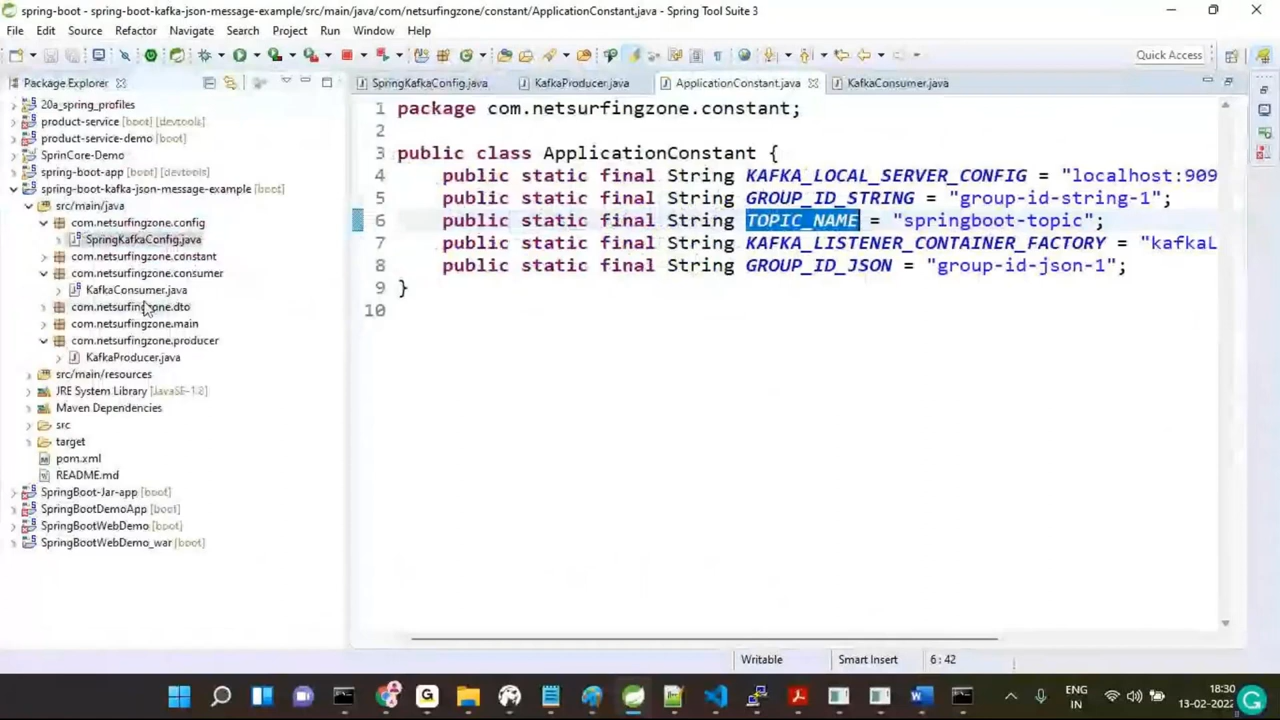 spring-boot - spring-boot-kafka-json-message-example/src/main/java/com/netsurfingzone/constant/ApplicationConstant.java - Spring Tool Suite 3
File Edit Source Refactor Navigate Search Project Run Window Help
Quick Access
Package Explorer
SpringKafkaConfig.java KafkaProducer.java ApplicationConstant.java KafkaConsumer.java
20a_spring_profiles
product-service [boot] [devtools]
product-service-demo [boot]
SprinCore-Demo
spring-boot-app [boot] [devtools]
spring-boot-kafka-json-message-example [boot]
src/main/java
com.netsurfingzone.config
SpringKafkaConfig.java
com.netsurfingzone.constant
com.netsurfingzone.consumer
KafkaConsumer.java
com.netsurfingzone.dto
com.netsurfingzone.main
com.netsurfingzone.producer
KafkaProducer.java
src/main/resources
JRE System Library [JavaSE-1.8]
Maven Dependencies
src
target
pom.xml
README.md
SpringBoot-Jar-app [boot]
SpringBootDemoApp [boot]
SpringBootWebDemo [boot]
SpringBootWebDemo_war [boot]
1 package com.netsurfingzone.constant;
2
3 public class ApplicationConstant {
4 public static final String KAFKA_LOCAL_SERVER_CONFIG = "localhost:909
5 public static final String GROUP_ID_STRING = "group-id-string-1";
6 public static final String TOPIC_NAME = "springboot-topic";
7 public static final String KAFKA_LISTENER_CONTAINER_FACTORY = "kafkaL
8 public static final String GROUP_ID_JSON = "group-id-json-1";
9 }
10
Writable Smart Insert 6 : 42
ENG
IN
18:30
13-02-2022